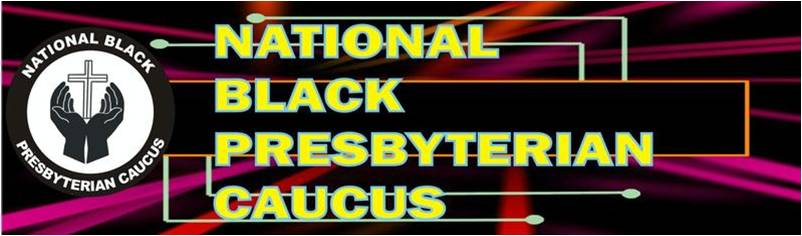 NATIONAL BLACK
PRESBYTERIAN CAUCUS
NATIONAL
BLACK
PRESBYTERIAN
CAUCUS